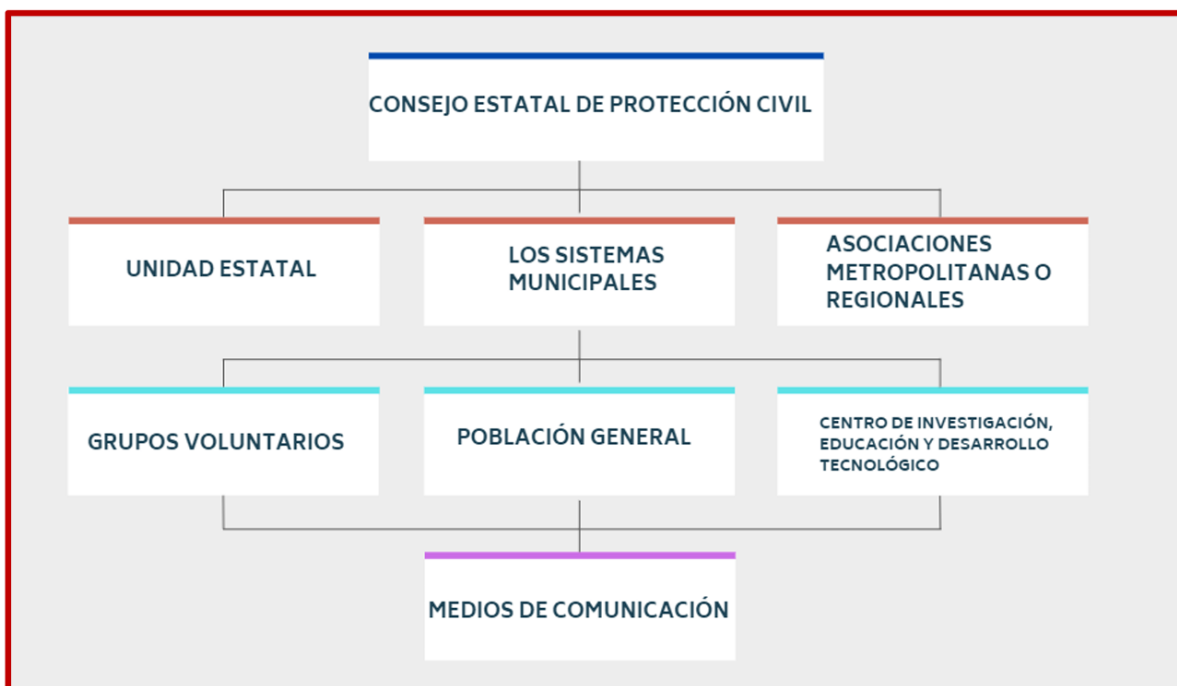 CONSEJO ESTATAL DE PROTECCIÓN CIVIL
UNIDAD ESTATAL
LOS SISTEMAS
MUNICIPALES
ASOCIACIONES
METROPOLITANAS O
REGIONALES
GRUPOS VOLUNTARIOS
POBLACIÓN GENERAL
CENTRO DE INVESTIGACIÓN,
EDUCACIÓN Y DESARROLLO
TECNOLÓGICO
MEDIOS DE COMUNICACIÓN